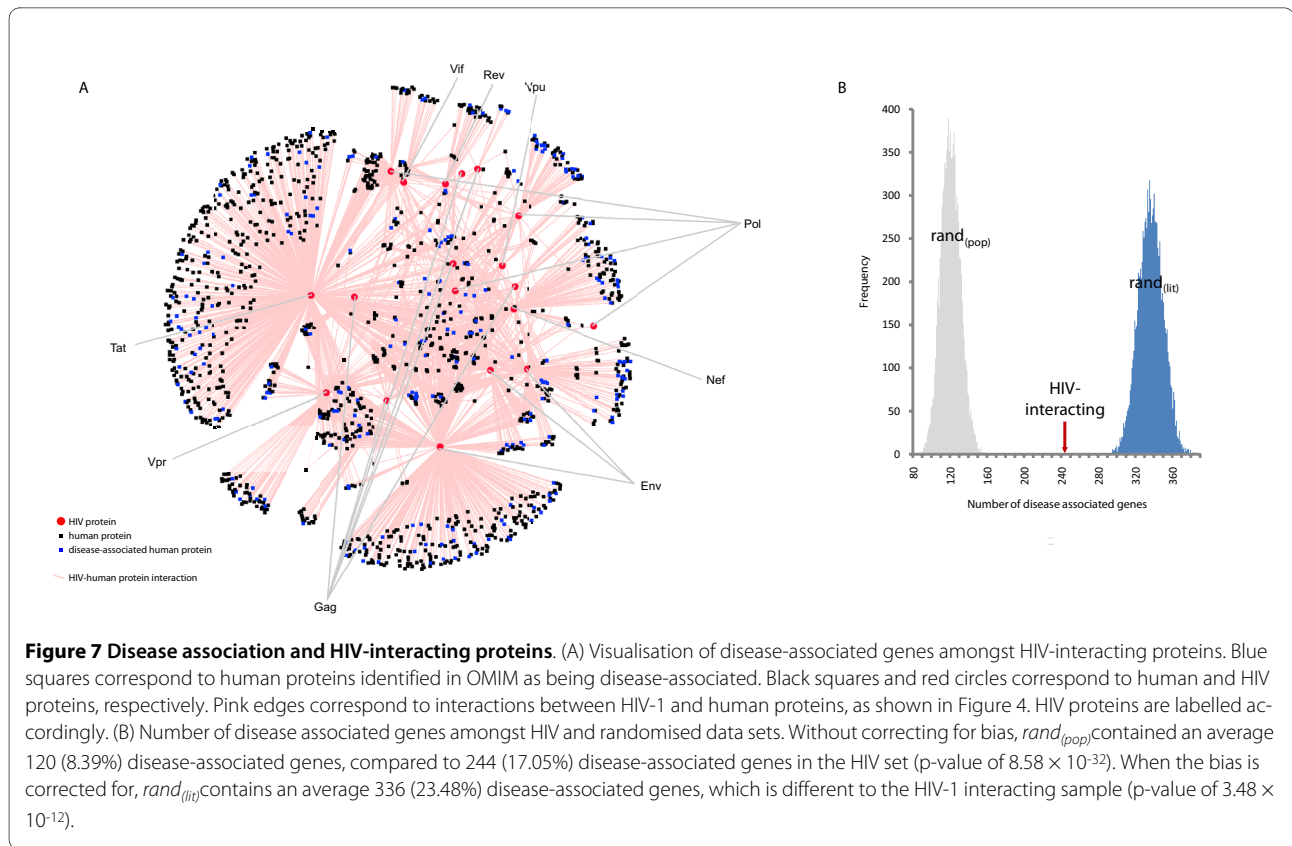 A
Vif
Rev
Vpu
Pol
Tat
Nef
Vpr
Env
Gag
HIV protein
human protein
disease-associated human protein
HIV-human protein interaction
B
400
350
300
250
200
150
100
50
0
Frequency
rand(pop)
rand(lit)
HIV-
interacting
80
120
160
200
240
280
320
360
Number of disease associated genes
Figure 7 Disease association and HIV-interacting proteins. (A) Visualisation of disease-associated genes amongst HIV-interacting proteins. Blue
squares correspond to human proteins identified in OMIM as being disease-associated. Black squares and red circles correspond to human and HIV
proteins, respectively. Pink edges correspond to interactions between HIV-1 and human proteins, as shown in Figure 4. HIV proteins are labelled ac-
cordingly. (B) Number of disease associated genes amongst HIV and randomised data sets. Without correcting for bias, rand(pop)contained an average
120 (8.39%) disease-associated genes, compared to 244 (17.05%) disease-associated genes in the HIV set (p-value of 8.58 × 10-32). When the bias is
corrected for, rand(lit)contains an average 336 (23.48%) disease-associated genes, which is different to the HIV-1 interacting sample (p-value of 3.48 ×
10-12).